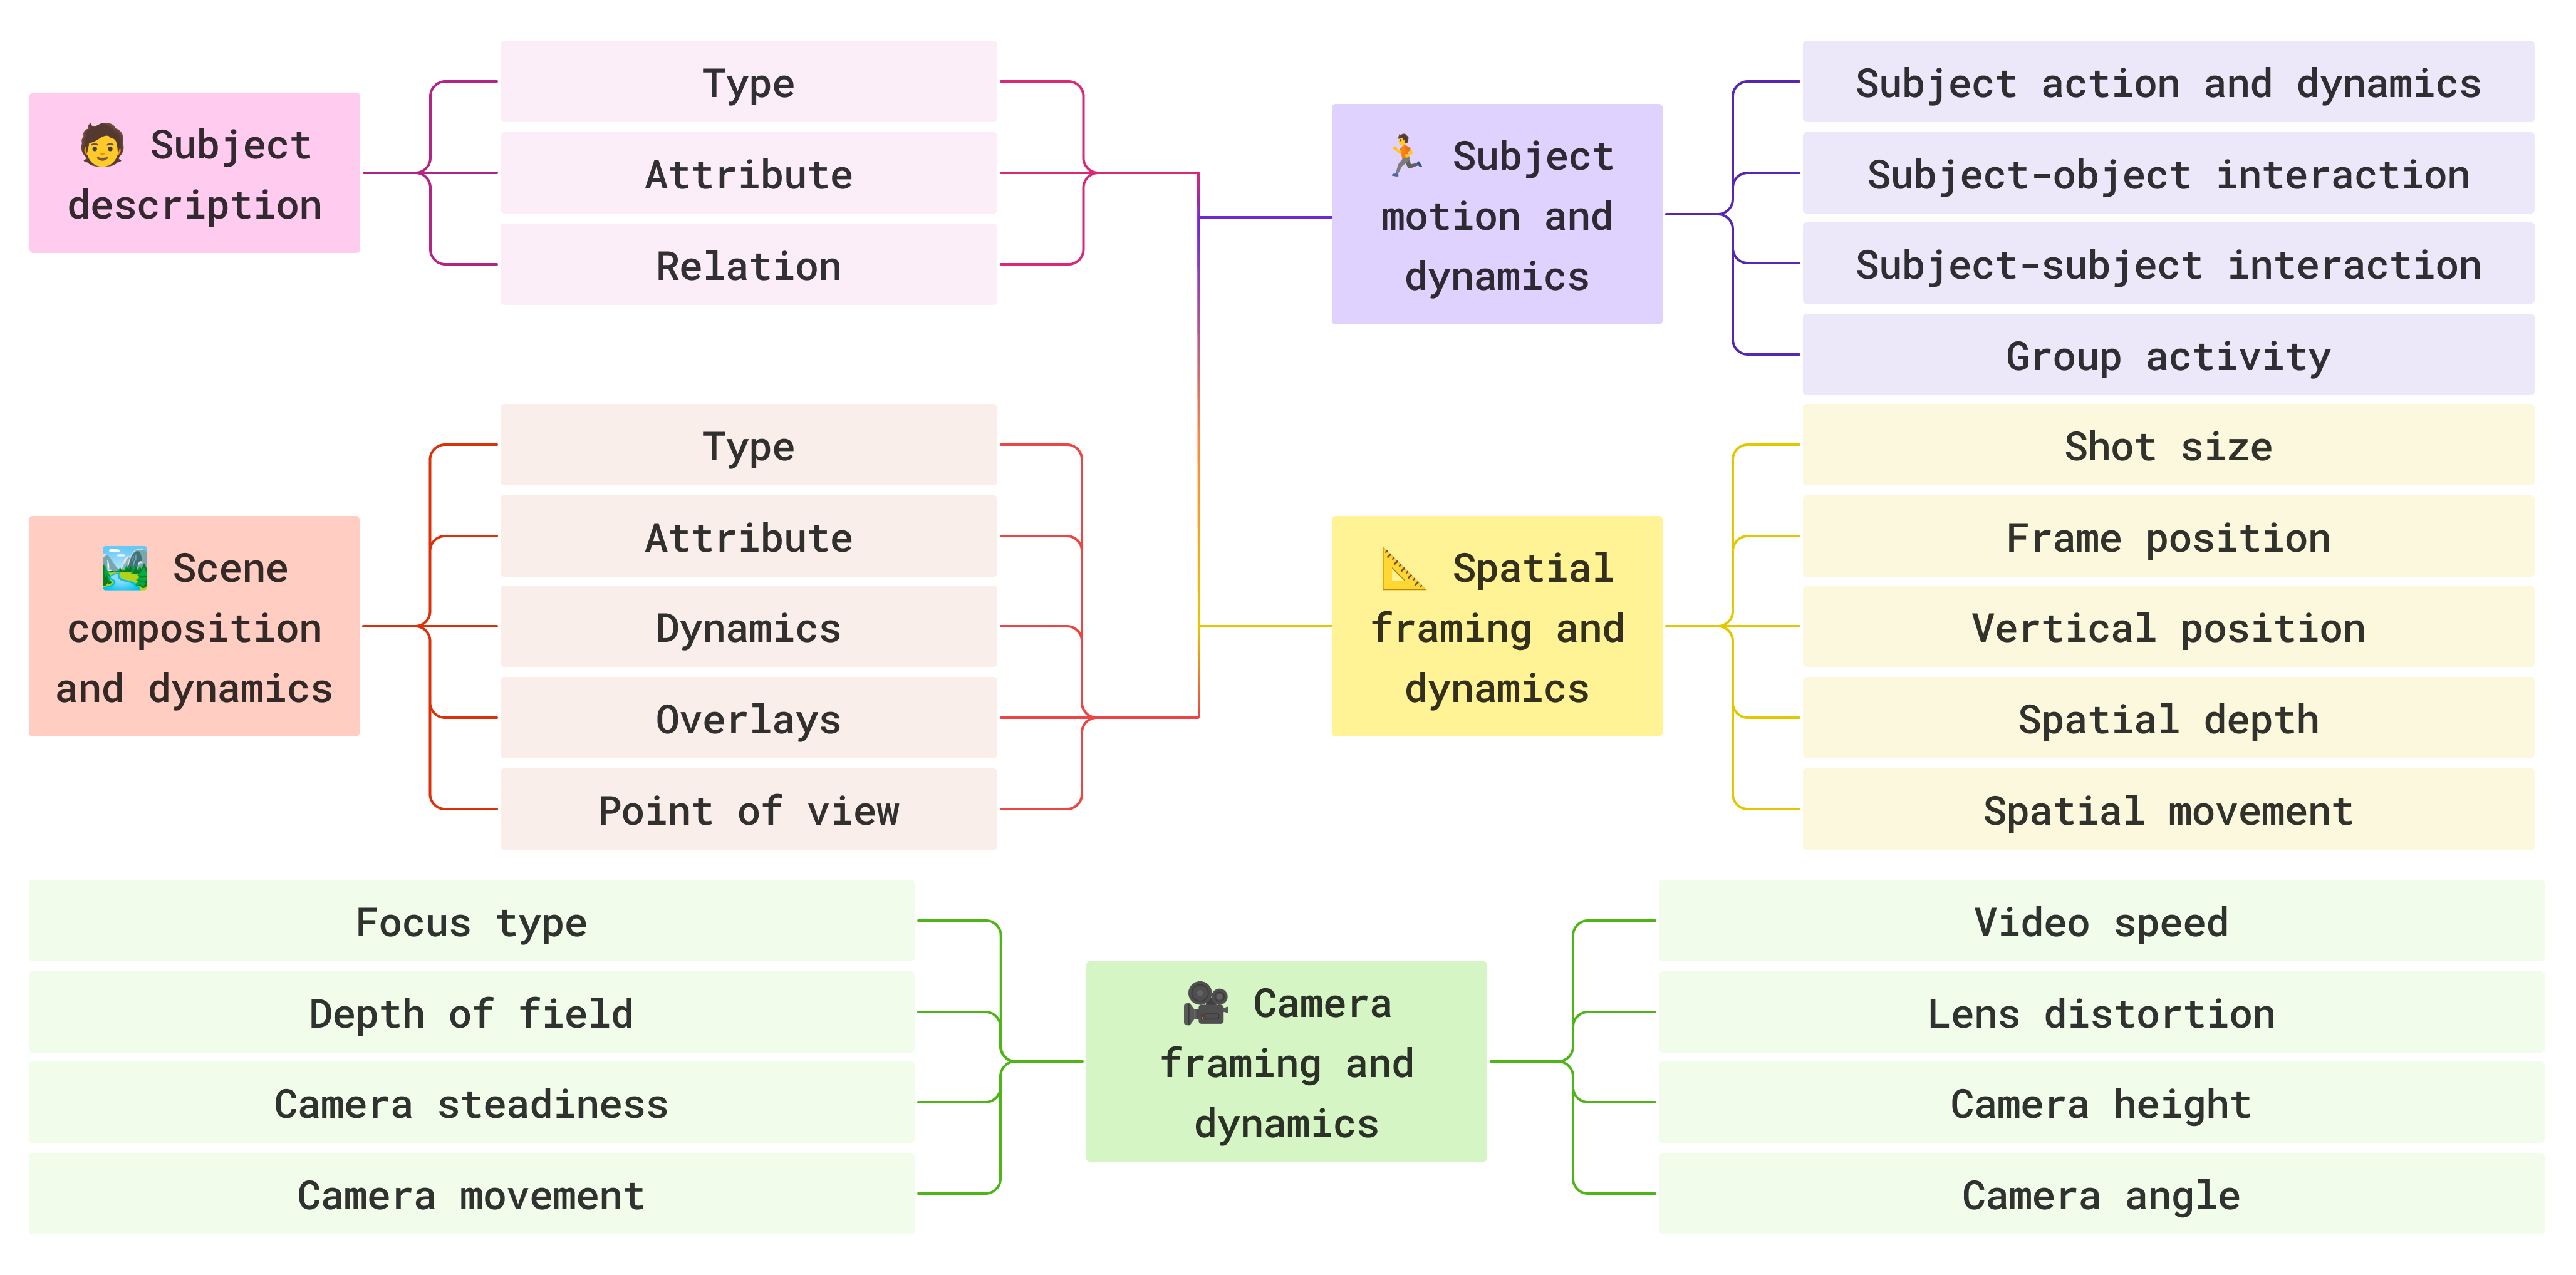 Subject
description
Type
Attribute
Relation
Subject
motion and
dynamics
Subject action and dynamics
Subject-object interaction
Subject-subject interaction
Group activity
Scene
composition
and dynamics
Type
Attribute
Dynamics
Overlays
Point of view
Spatial
framing and
dynamics
Shot size
Frame position
Vertical position
Spatial depth
Spatial movement
Focus type
Depth of field
Camera steadiness
Camera movement
Camera
framing and
dynamics
Video speed
Lens distortion
Camera height
Camera angle